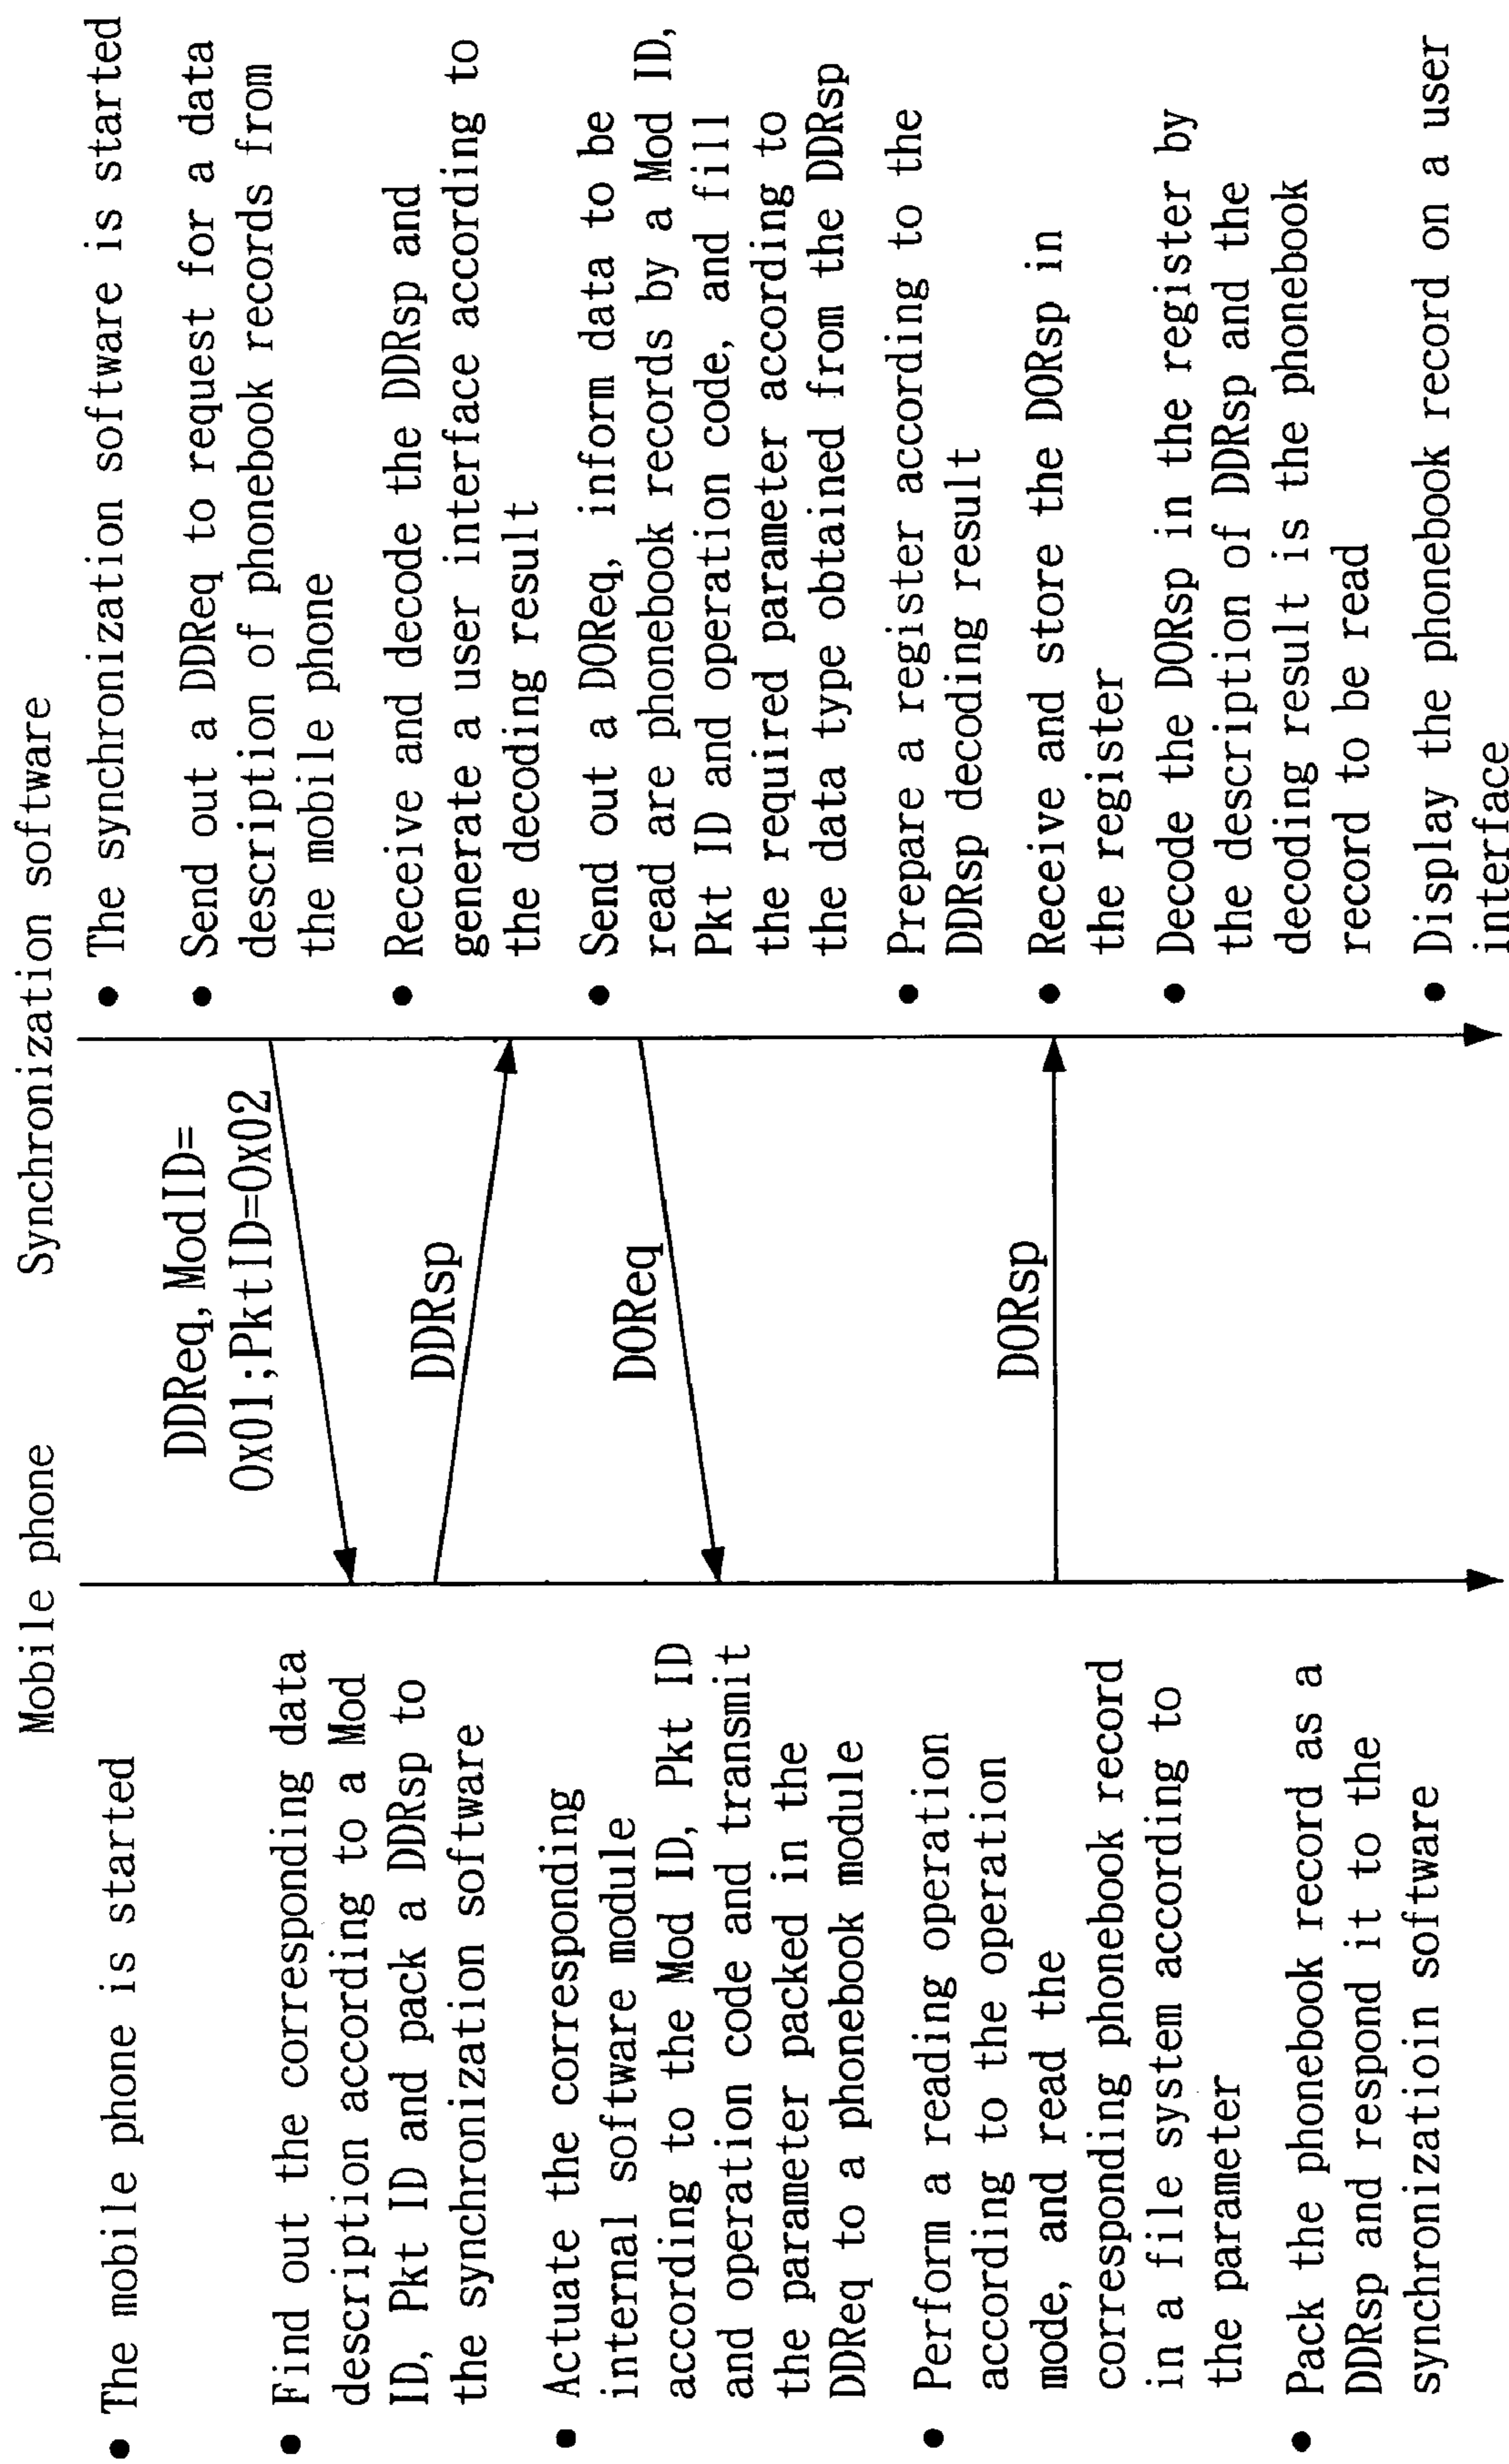 Mobile phone
Synchronization software
• The mobile phone is started
• Find out the corresponding data
description according to a Mod
ID, Pkt ID and pack a DDRsp to
the synchronization software
• Actuate the corresponding
internal software module
according to the Mod ID, Pkt ID
and operation code and transmit
the parameter packed in the
DDReq to a phonebook module
• Perform a reading operation
according to the operation
mode, and read the
corresponding phonebook record
in a file system according to
the parameter
• Pack the phonebook record as a
DDRsp and respond it to the
synchronizatioin software
DDReq, ModID=
0x01;PktID=0x02
DDRsp
DOReq
DORsp
• The synchronization software is started
• Send out a DDReq to request for a data
description of phonebook records from
the mobile phone
• Receive and decode the DDRsp and
generate a user interface according to
the decoding result
• Send out a DOReq, inform data to be
read are phonebook records by a Mod ID,
Pkt ID and operation code, and fill
the required parameter according to
the data type obtained from the DDRsp
• Prepare a register according to the
DDRsp decoding result
• Receive and store the DORsp in
the register
• Decode the DORsp in the register by
the description of DDRsp and the
decoding result is the phonebook
record to be read
• Display the phonebook record on a user
interface